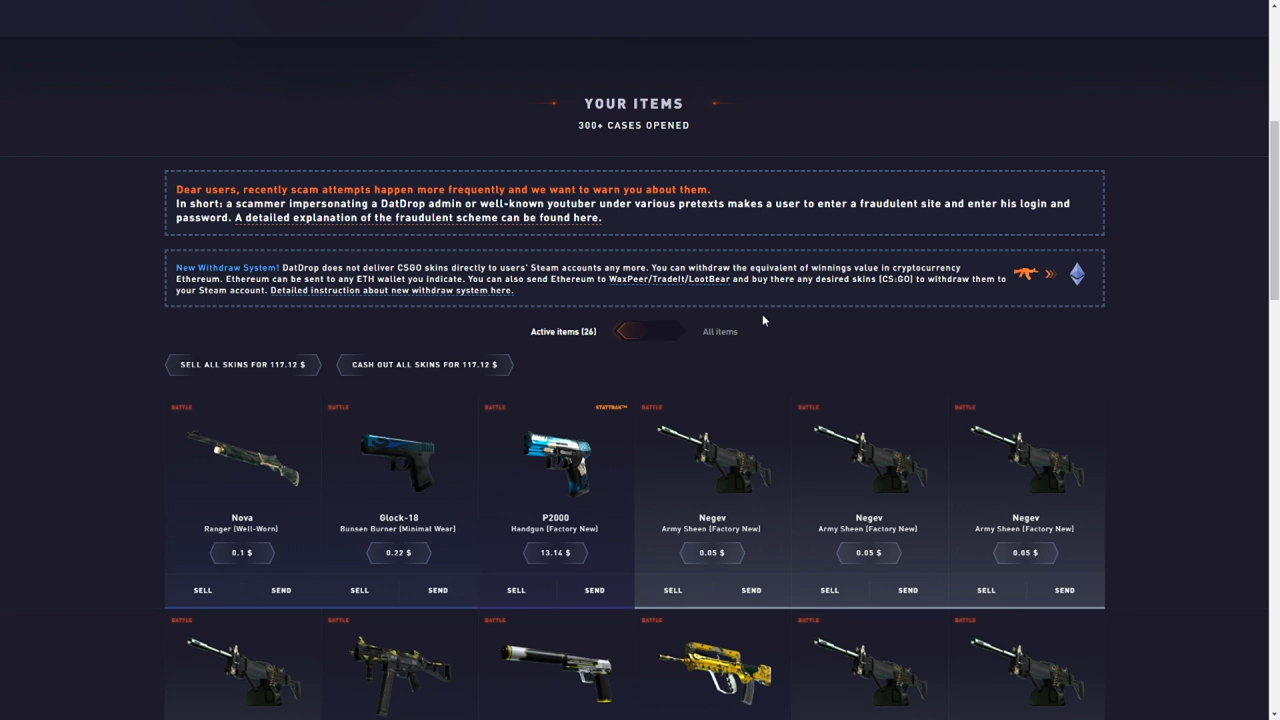 YOUR ITEMS
300+ CASES OPENED
Dear users, recently scam attempts happen more frequently and we want to warn you about them.
In short: a scammer impersonating a DatDrop admin or well-known youtuber under various pretexts makes a user to enter a fraudulent site and enter his login and
password. A detailed explanation of the fraudulent scheme can be found here.
New Withdraw System! DatDrop does not deliver CSGO skins directly to users' Steam accounts any more. You can withdraw the equivalent of winnings value in cryptocurrency
Ethereum. Ethereum can be sent to any ETH wallet you indicate. You can also send Ethereum to WaxPeer/TradeIt/LootBear and buy there any desired skins (CS:GO) to withdraw them to
your Steam account. Detailed instruction about new withdraw system here.
Active items (26) All items
SELL ALL SKINS FOR 117.12 $ CASH OUT ALL SKINS FOR 117.12 $
BATTLE BATTLE BATTLE STATTRAK™ BATTLE BATTLE BATTLE
Nova Glock-18 P2000 Negev Negev Negev
Ranger (Well-Worn) Bunsen Burner (Minimal Wear) Handgun (Factory New) Army Sheen (Factory New) Army Sheen (Factory New) Army Sheen (Factory New)
0.1 $ 0.22 $ 13.14 $ 0.05 $ 0.05 $ 0.05 $
SELL SEND SELL SEND SELL SEND SELL SEND SELL SEND SELL SEND
BATTLE BATTLE BATTLE BATTLE BATTLE BATTLE